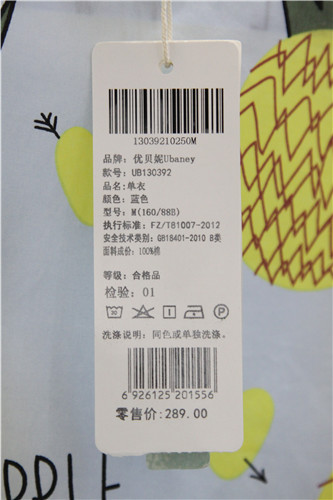 13039210250M
品牌：优贝妮Ubaney
款号：UB130392
品名：单衣
颜色：蓝色
型号：M(160/88B)
执行标准：FZ/T81007-2012
安全技术类别：GB18401-2010 B类
面料成份：100%棉
等级：合格品
检验：01
洗涤说明：同色或单独洗涤。
6 926125 201556
零售价:289.00
PPLE